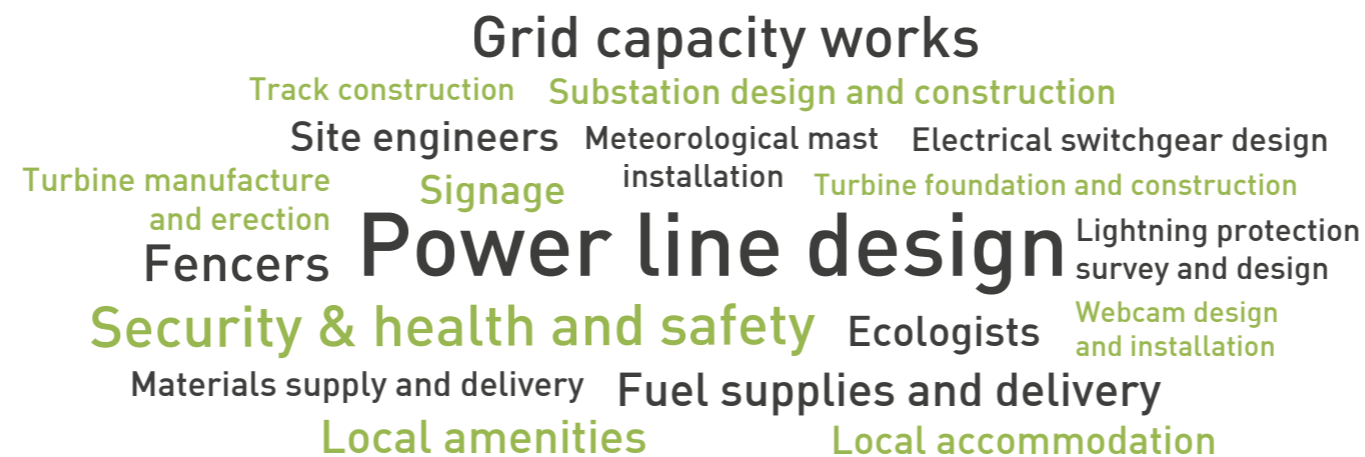 Grid capacity works
Track construction
Substation design and construction
Site engineers
Meteorological mast
installation
Electrical switchgear design
Turbine manufacture
and erection
Signage
Turbine foundation and construction
Fencers
Power line design
Lightning protection
survey and design
Security & health and safety
Ecologists
Webcam design
and installation
Materials supply and delivery
Fuel supplies and delivery
Local amenities
Local accommodation